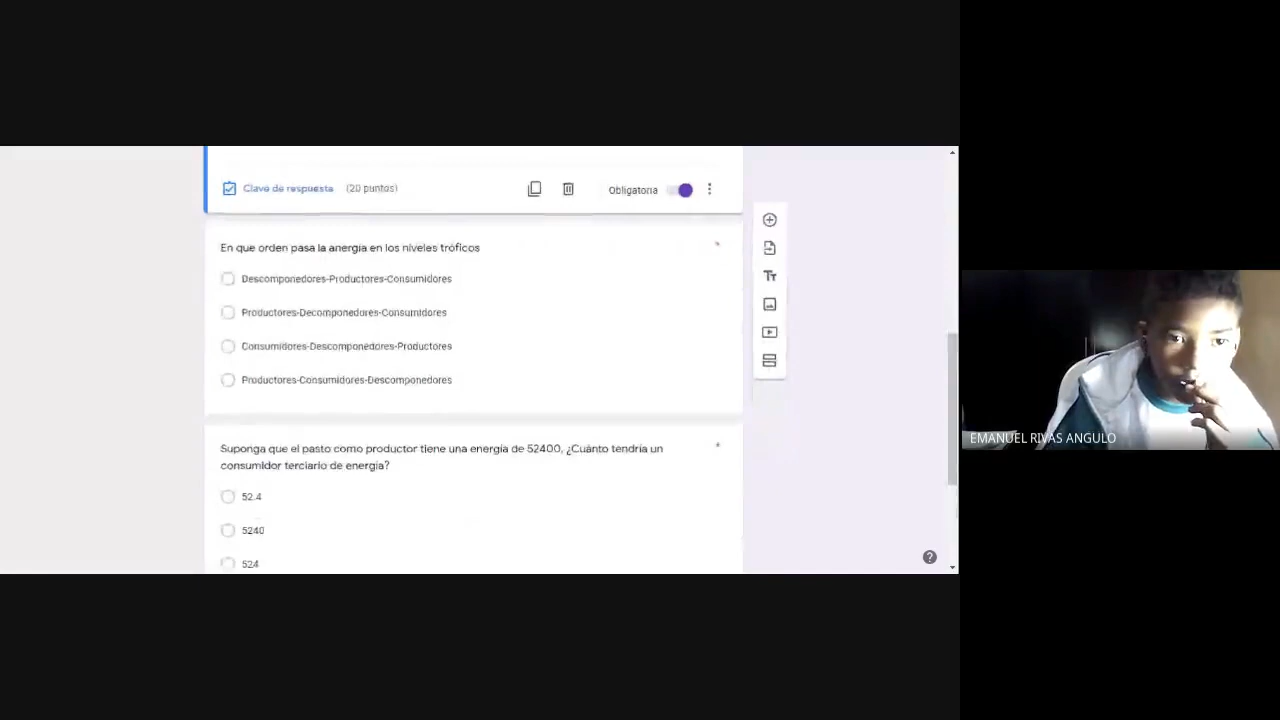 Clave de respuesta (20 puntos)
Obligatoria
En que orden pasa la anergía en los niveles tróficos *
Descomponedores-Productores-Consumidores
Productores-Decomponedores-Consumidores
Consumidores-Descomponedores-Productores
Productores-Consumidores-Descomponedores
Suponga que el pasto como productor tiene una energía de 52400, ¿Cuánto tendría un *
consumidor terciario de energía?
52.4
5240
524
Tt
?
EMANUEL RIVAS ANGULO